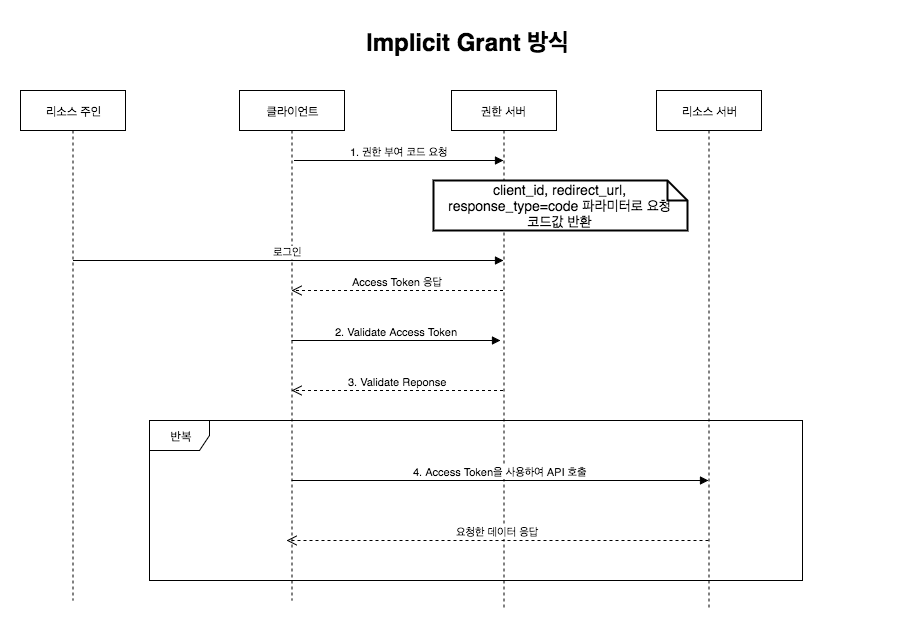 Implicit Grant 방식
리소스 주인
클라이언트
권한 서버
리소스 서버
1. 권한 부여 코드 요청
client_id, redirect_url,
response_type=code 파라미터로 요청
코드값 반환
로그인
Access Token 응답
2. Validate Access Token
3. Validate Reponse
반복
4. Access Token을 사용하여 API 호출
요청한 데이터 응답